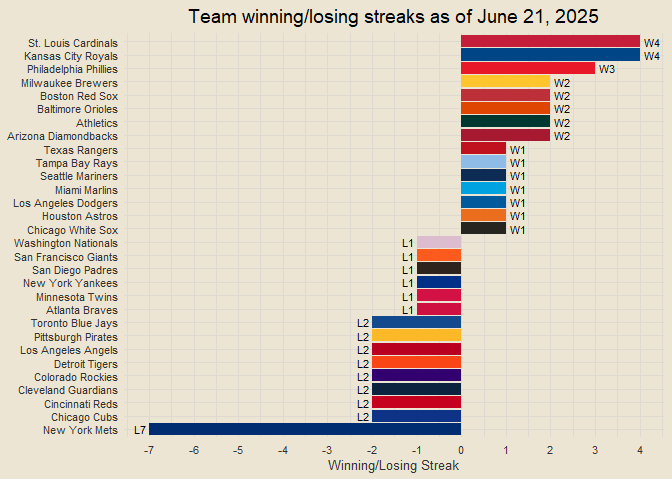 Team winning/losing streaks as of June 21, 2025
St. Louis Cardinals W4
Kansas City Royals W4
Philadelphia Phillies W3
Milwaukee Brewers W2
Boston Red Sox W2
Baltimore Orioles W2
Athletics W2
Arizona Diamondbacks W2
Texas Rangers W1
Tampa Bay Rays W1
Seattle Mariners W1
Miami Marlins W1
Los Angeles Dodgers W1
Houston Astros W1
Chicago White Sox W1
Washington Nationals L1
San Francisco Giants L1
San Diego Padres L1
New York Yankees L1
Minnesota Twins L1
Atlanta Braves L1
Toronto Blue Jays L2
Pittsburgh Pirates L2
Los Angeles Angels L2
Detroit Tigers L2
Colorado Rockies L2
Cleveland Guardians L2
Cincinnati Reds L2
Chicago Cubs L2
New York Mets L7
-7 -6 -5 -4 -3 -2 -1 0 1 2 3 4
Winning/Losing Streak